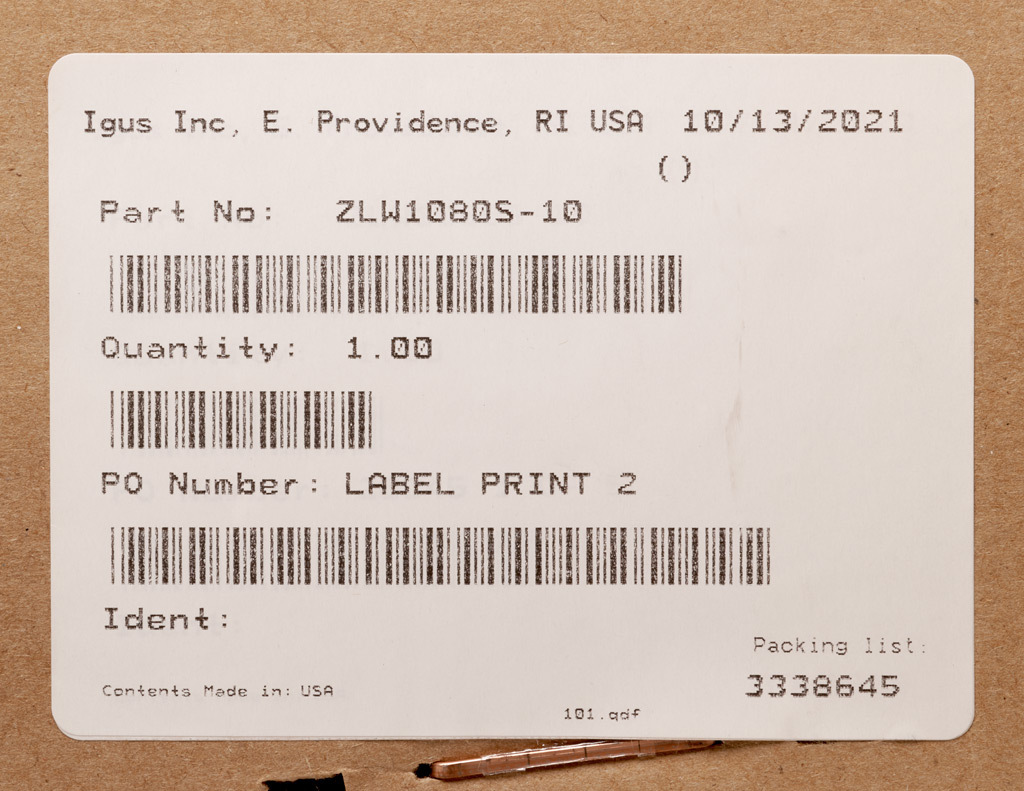 Igus Inc, E. Providence, RI USA 10/13/2021
()
Part No: ZLW1080S-10
Quantity: 1.00
PO Number: LABEL PRINT 2
Ident:
Packing list:
3338645
Contents Made in: USA
101.qdf